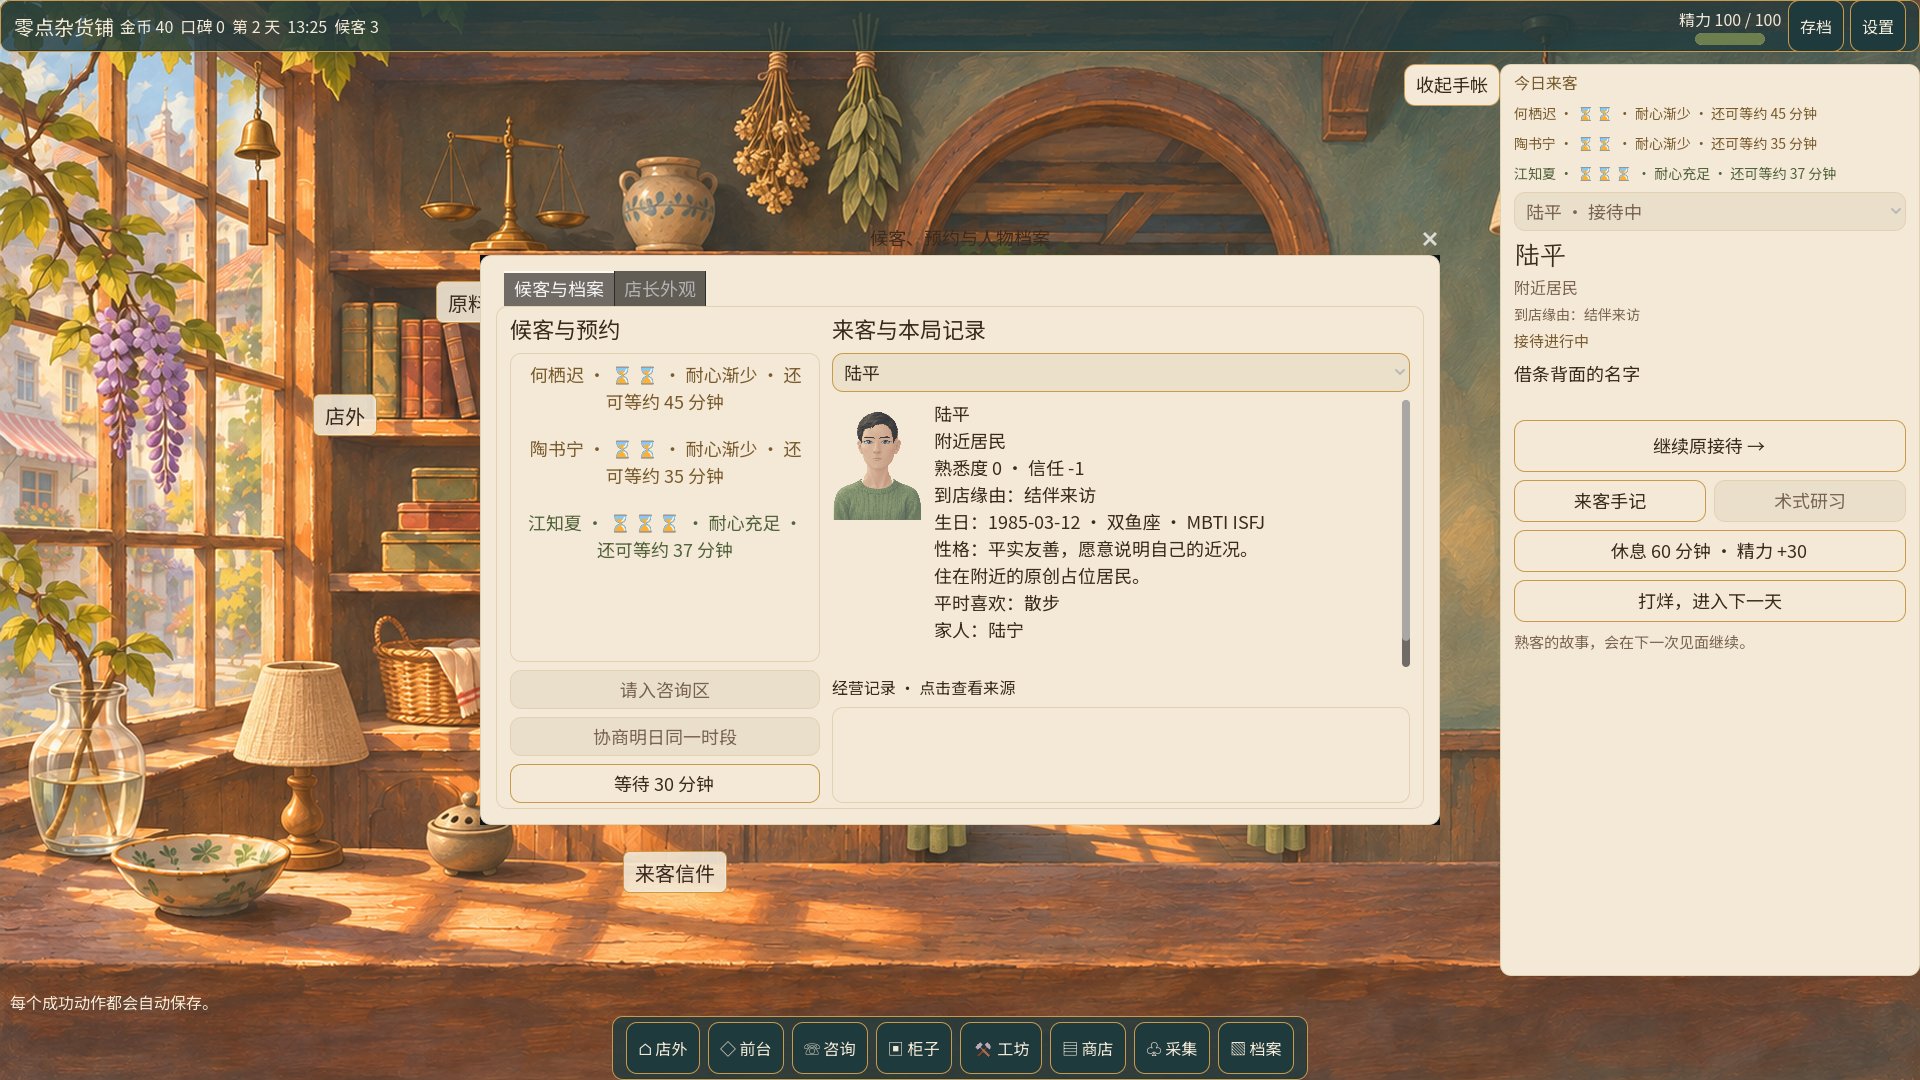 零点杂货铺 金币 40 口碑 0 第 2 天 13:25 候客 3
精力 100 / 100
存档
设置
收起手帐
今日来客
何栖迟 · ⌛⌛ · 耐心渐少 · 还可等约 45 分钟
陶书宁 · ⌛⌛ · 耐心渐少 · 还可等约 35 分钟
江知夏 · ⌛⌛⌛ · 耐心充足 · 还可等约 37 分钟
陆平 · 接待中
陆平
附近居民
到店缘由：结伴来访
接待进行中
借条背面的名字
继续原接待 →
来客手记
术式研习
休息 60 分钟 · 精力 +30
打烊，进入下一天
熟客的故事，会在下一次见面继续。
候客、预约与人物档案
×
候客与档案
店长外观
候客与预约
何栖迟 · ⌛⌛ · 耐心渐少 · 还
可等约 45 分钟
陶书宁 · ⌛⌛ · 耐心渐少 · 还
可等约 35 分钟
江知夏 · ⌛⌛⌛ · 耐心充足 ·
还可等约 37 分钟
请入咨询区
协商明日同一时段
等待 30 分钟
来客与本局记录
陆平
陆平
附近居民
熟悉度 0 · 信任 -1
到店缘由：结伴来访
生日：1985-03-12 · 双鱼座 · MBTI ISFJ
性格：平实友善，愿意说明自己的近况。
住在附近的原创占位居民。
平时喜欢：散步
家人：陆宁
经营记录 · 点击查看来源
原料
店外
来客信件
每个成功动作都会自动保存。
店外
前台
咨询
柜子
工坊
商店
采集
档案